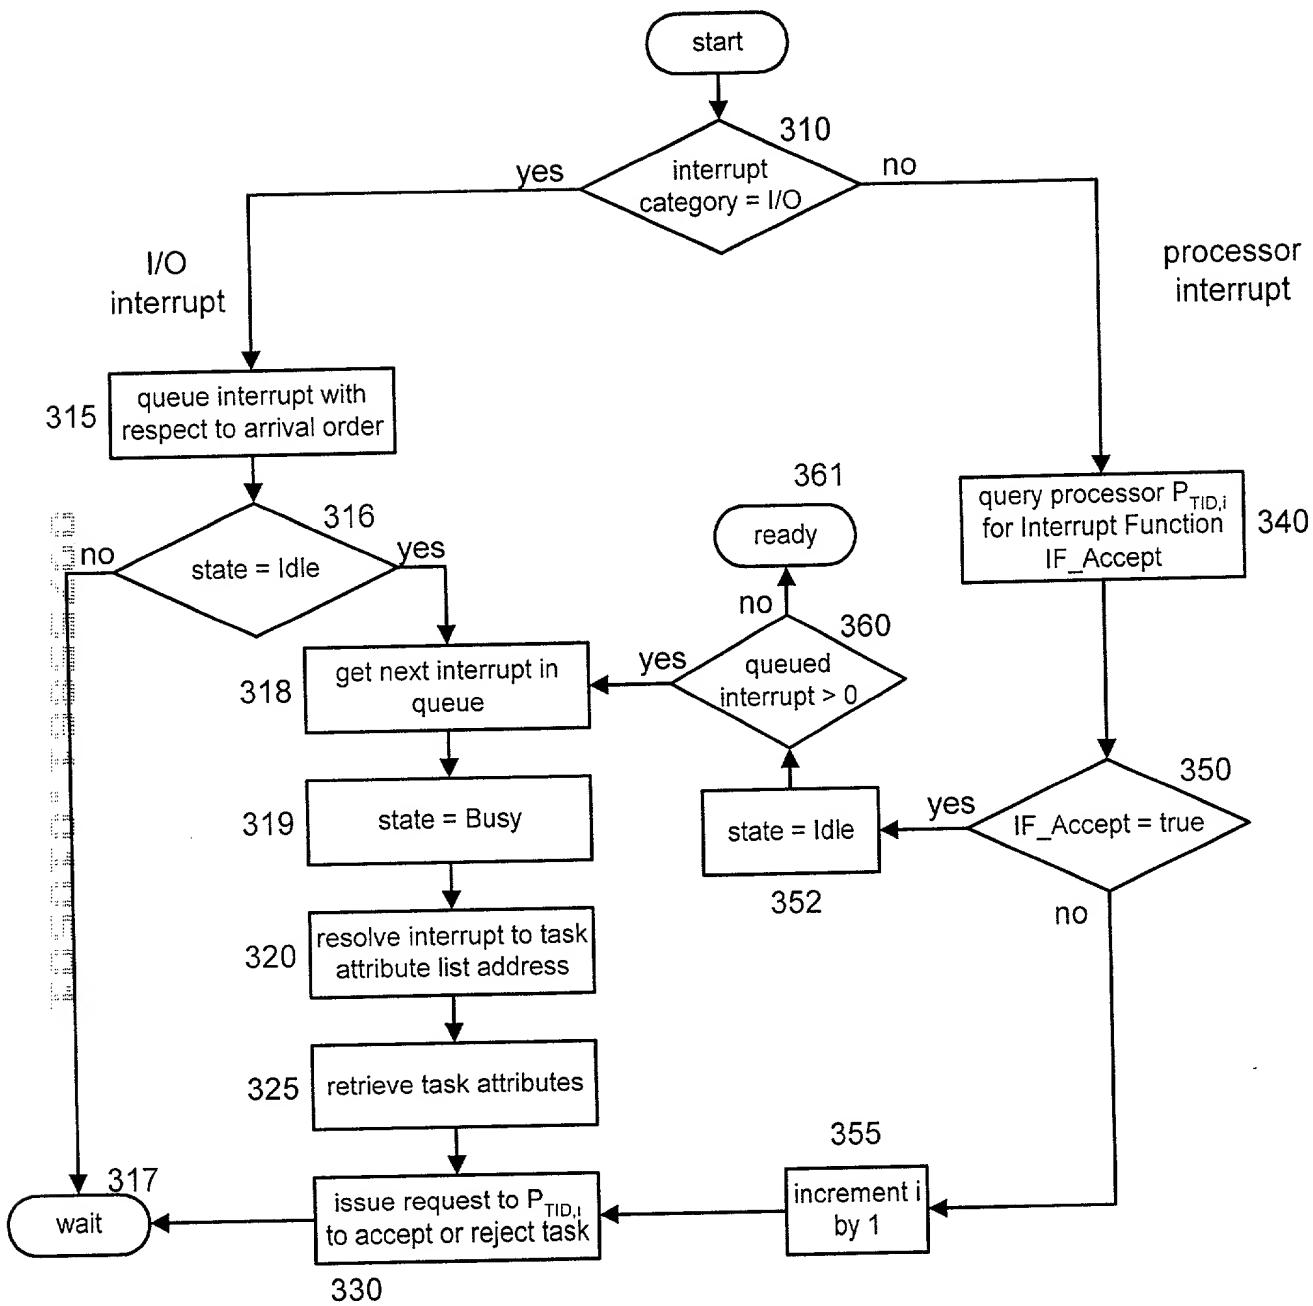 start
310
interrupt
category = I/O
yes
no
I/O
interrupt
processor
interrupt
315
queue interrupt with
respect to arrival order
316
state = Idle
no
yes
361
ready
query processor P_TID,i
for Interrupt Function
IF_Accept
340
no
360
queued
interrupt > 0
yes
318
get next interrupt in
queue
350
IF_Accept = true
yes
no
319
state = Busy
state = Idle
352
320
resolve interrupt to task
attribute list address
325
retrieve task attributes
355
increment i
by 1
317
wait
issue request to P_TID,i
to accept or reject task
330